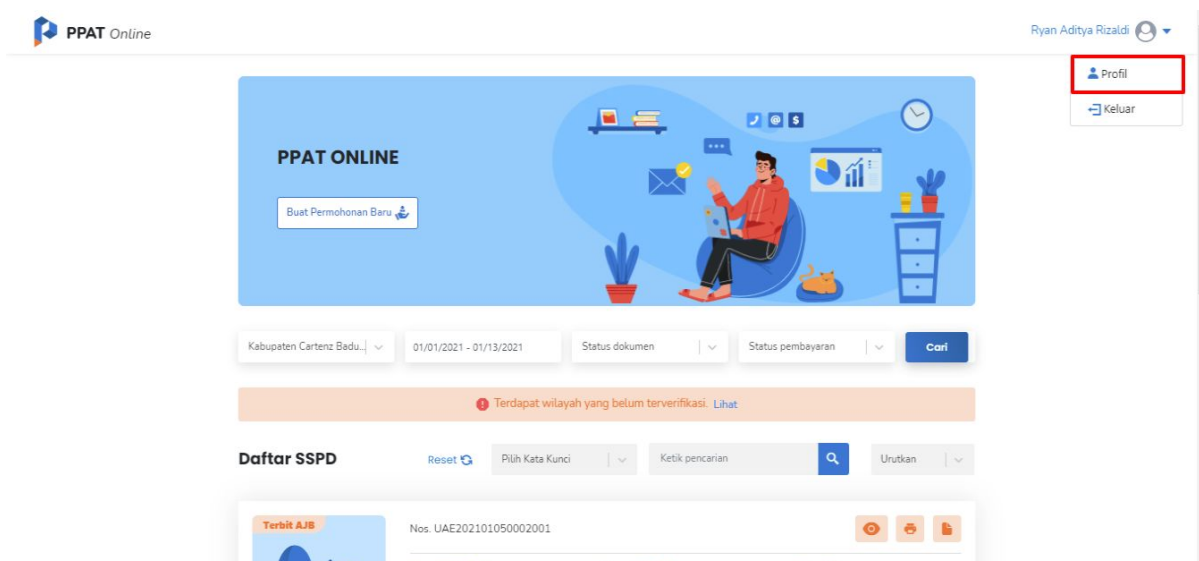 PPAT Online
Ryan Aditya Rizaldi
Profil
Keluar
PPAT ONLINE
Buat Permohonan Baru
Kabupaten Cartenz Badu...
01/01/2021 - 01/13/2021
Status dokumen
Status pembayaran
Cari
Terdapat wilayah yang belum terverifikasi. Lihat
Daftar SSPD
Reset
Pilih Kata Kunci
Ketik pencarian
Urutkan
Terbit AJB
Nos. UAE202101050002001